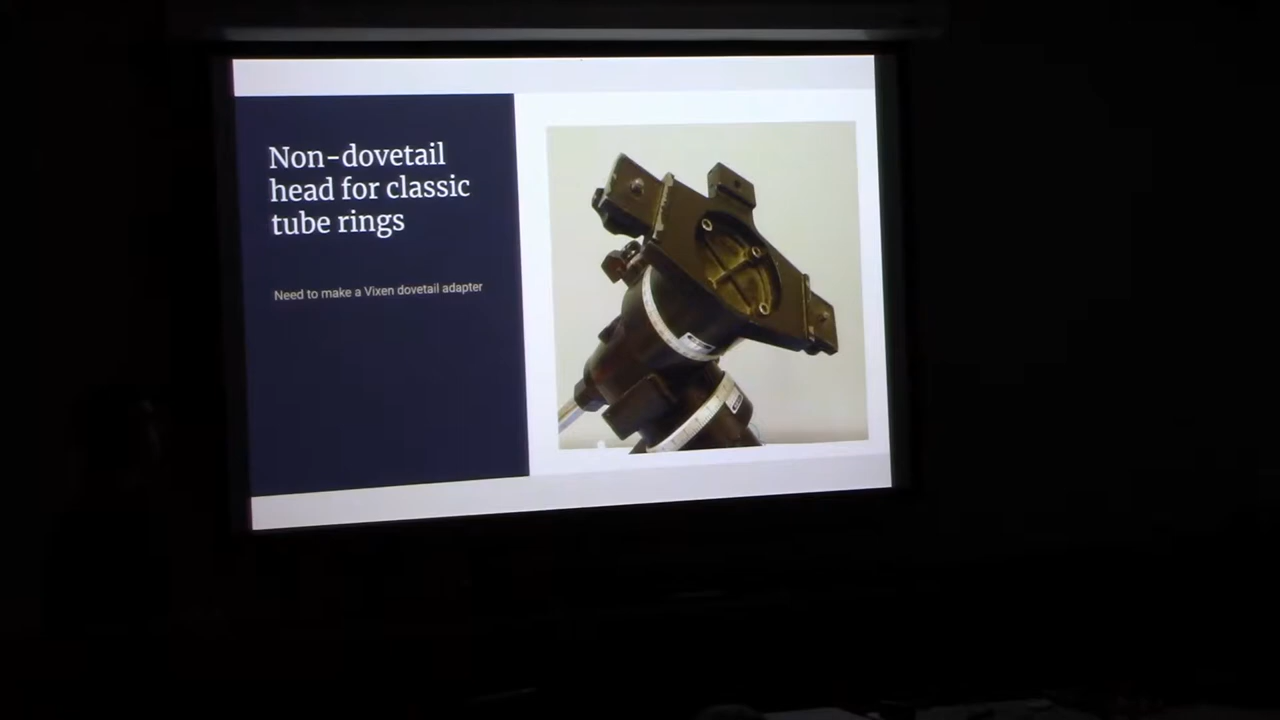 Non-dovetail
head for classic
tube rings
Need to make a Vixen dovetail adapter